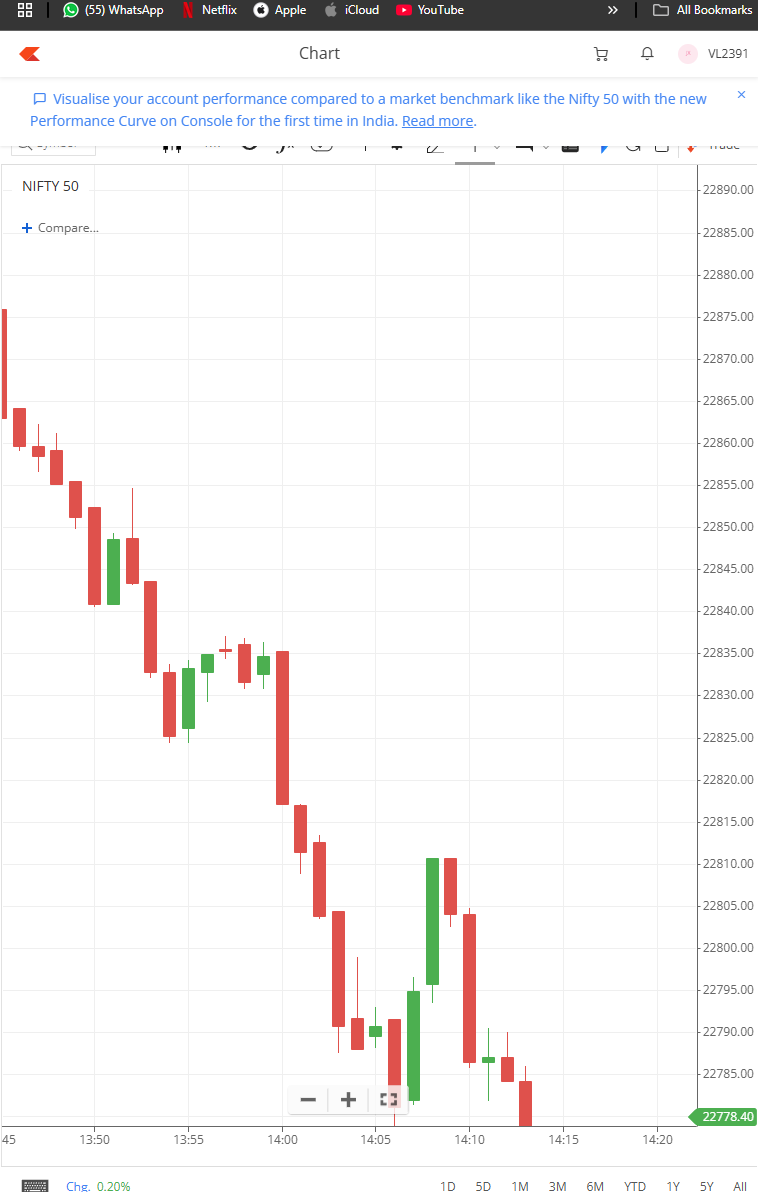 (55) WhatsApp Netflix Apple iCloud YouTube » All Bookmarks
Chart VL2391
Visualise your account performance compared to a market benchmark like the Nifty 50 with the new
Performance Curve on Console for the first time in India. Read more.
NIFTY 50
+ Compare...
22890.00
22885.00
22880.00
22875.00
22870.00
22865.00
22860.00
22855.00
22850.00
22845.00
22840.00
22835.00
22830.00
22825.00
22820.00
22815.00
22810.00
22805.00
22800.00
22795.00
22790.00
22785.00
22778.40
45 13:50 13:55 14:00 14:05 14:10 14:15 14:20
Chg. 0.20% 1D 5D 1M 3M 6M YTD 1Y 5Y All